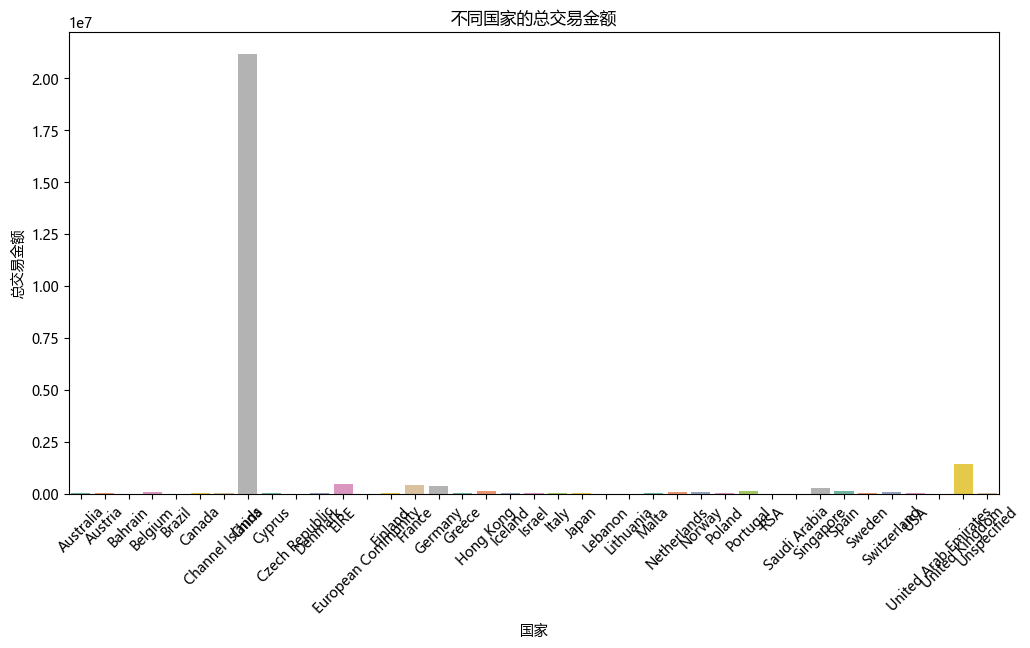 不同国家的总交易金额
1e7
2.00
1.75
1.50
1.25
1.00
0.75
0.50
0.25
0.00
总交易金额
Australia
Austria
Bahrain
Belgium
Brazil
Canada
Channel Islands
China
Cyprus
Czech Republic
Denmark
EIRE
European Community
Finland
France
Germany
Greece
Hong Kong
Iceland
Israel
Italy
Japan
Lebanon
Lithuania
Malta
Netherlands
Norway
Poland
Portugal
RSA
Saudi Arabia
Singapore
Spain
Sweden
Switzerland
USA
United Arab Emirates
United Kingdom
Unspecified
国家